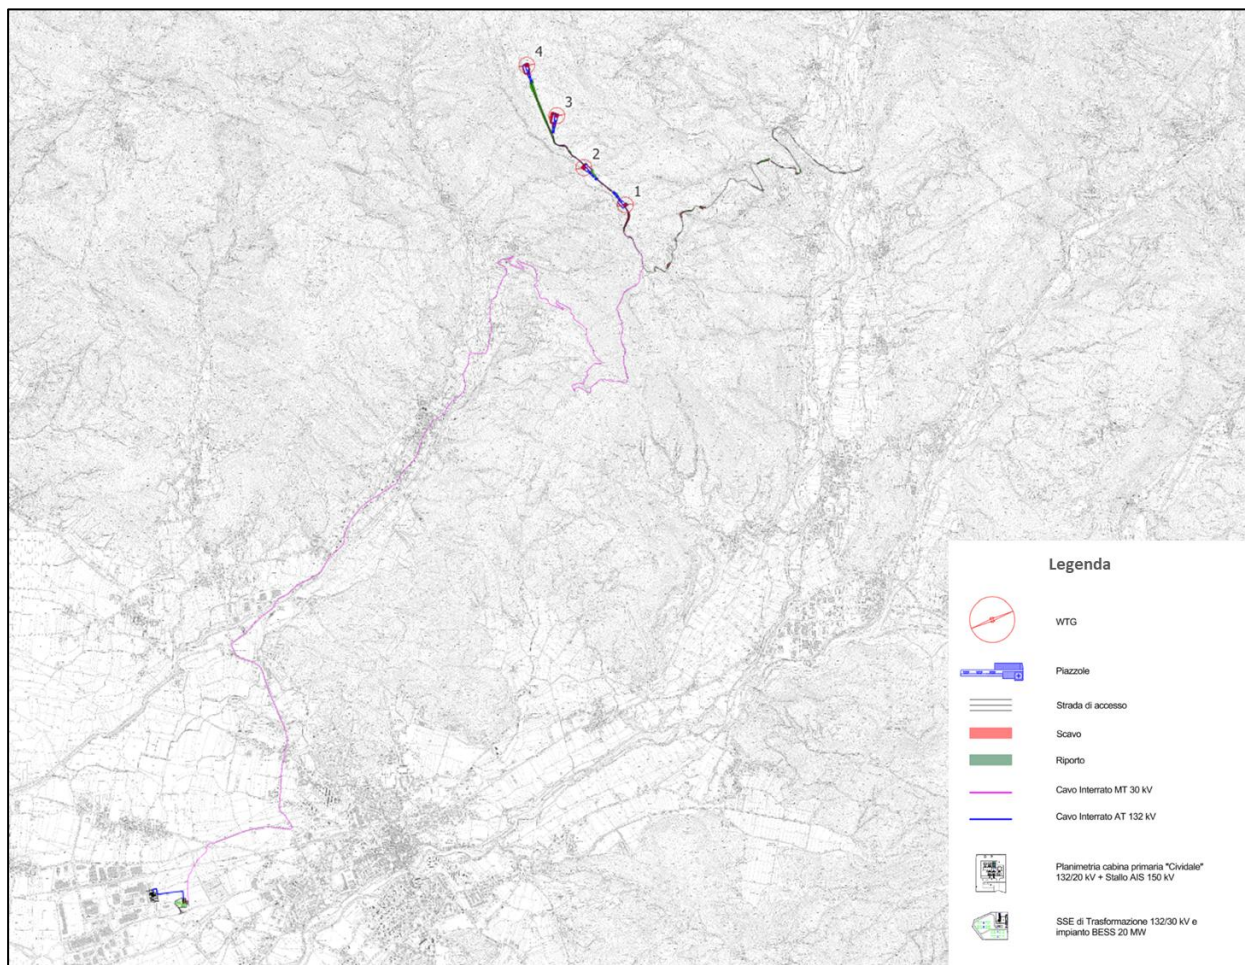 4
3
2
1
Legenda
WTG
Piazzole
Strada di accesso
Scavo
Riporto
Cavo Interrato MT 30 kV
Cavo Interrato AT 132 kV
Planimetria cabina primaria "Cividale"
132/20 kV + Stallo AIS 150 kV
SSE di Trasformazione 132/30 kV e
impianto BESS 20 MW